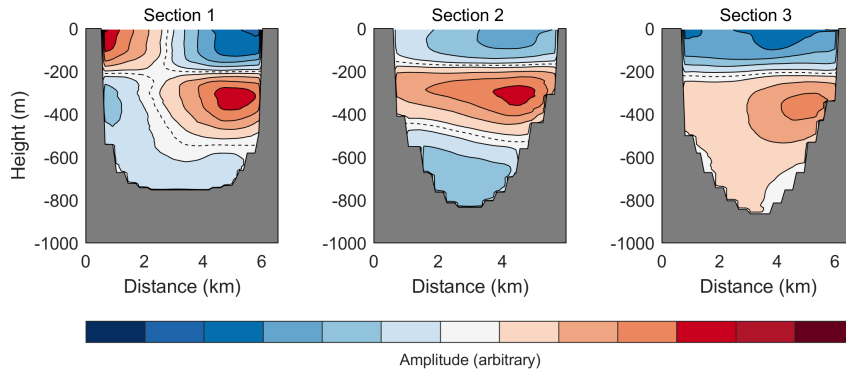 Section 1
Section 2
Section 3
Height (m)
0
-200
-400
-600
-800
-1000
0 2 4 6
Distance (km)
0
-200
-400
-600
-800
-1000
0 2 4
Distance (km)
0
-200
-400
-600
-800
-1000
0 2 4 6
Distance (km)
Amplitude (arbitrary)